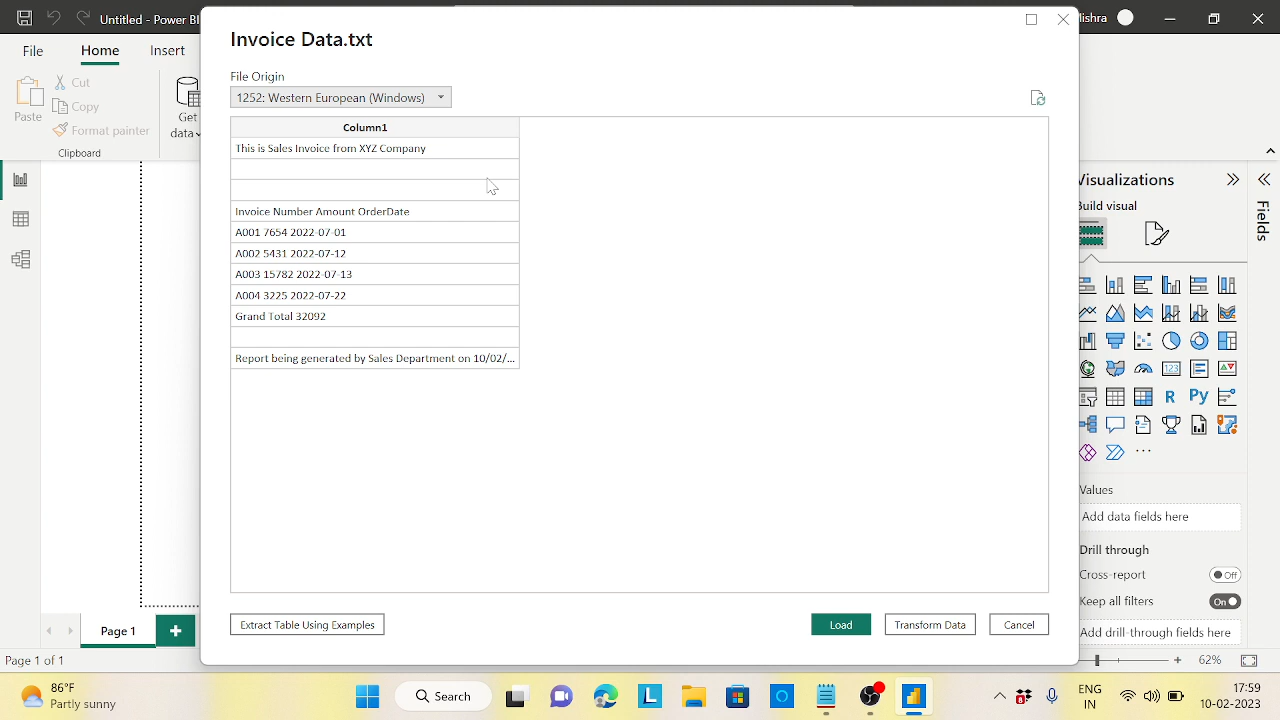 Untitled - Power BI
ishra
File
Home
Insert
Cut
Copy
Paste
Format painter
Clipboard
Get
data
Invoice Data.txt
File Origin
1252: Western European (Windows)
Column1
This is Sales Invoice from XYZ Company
Invoice Number Amount OrderDate
A001 7654 2022-07-01
A002 5431 2022-07-12
A003 15782 2022-07-13
A004 3225 2022-07-22
Grand Total 32092
Report being generated by Sales Department on 10/02/...
Extract Table Using Examples
Load
Transform Data
Cancel
Visualizations
Build visual
Fields
123
R
Py
...
Values
Add data fields here
Drill through
Cross-report
Off
Keep all filters
On
Add drill-through fields here
Page 1
Page 1 of 1
62%
86°F
Partly sunny
Search
L
8
ENG
IN
17:59
10-02-2023